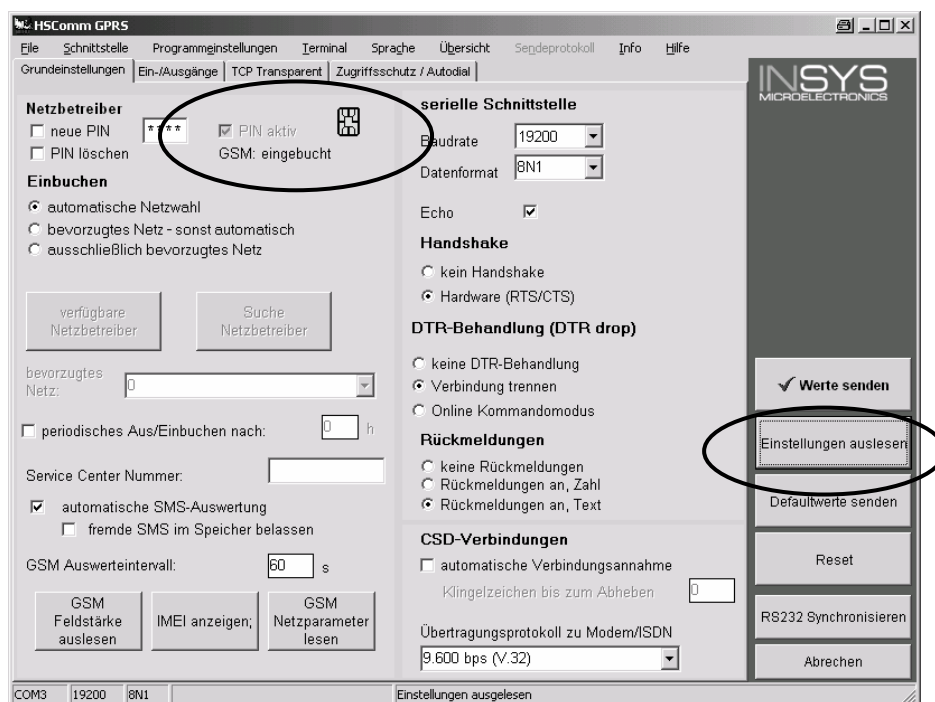 HSComm GPRS
File Schnittstelle Programmeinstellungen Terminal Sprache Übersicht Sendeprotokoll Info Hilfe
Grundeinstellungen Ein-/Ausgänge TCP Transparent Zugriffsschutz / Autodial
INSYS
MICROELECTRONICS
Netzbetreiber
neue PIN **** PIN aktiv
PIN löschen GSM: eingebucht
Einbuchen
automatische Netzwahl
bevorzugtes Netz - sonst automatisch
ausschließlich bevorzugtes Netz
verfügbare
Netzbetreiber
Suche
Netzbetreiber
bevorzugtes
Netz: 0
periodisches Aus/Einbuchen nach: 0 h
Service Center Nummer:
automatische SMS-Auswertung
fremde SMS im Speicher belassen
GSM Auswerteintervall: 60 s
GSM
Feldstärke
auslesen
IMEI anzeigen;
GSM
Netzparameter
lesen
serielle Schnittstelle
Baudrate 19200
Datenformat 8N1
Echo
Handshake
kein Handshake
Hardware (RTS/CTS)
DTR-Behandlung (DTR drop)
keine DTR-Behandlung
Verbindung trennen
Online Kommandomodus
Rückmeldungen
keine Rückmeldungen
Rückmeldungen an, Zahl
Rückmeldungen an, Text
CSD-Verbindungen
automatische Verbindungsannahme
Klingelzeichen bis zum Abheben 0
Übertragungsprotokoll zu Modem/ISDN
9.600 bps (V.32)
Werte senden
Einstellungen auslesen
Defaultwerte senden
Reset
RS232 Synchronisieren
Abrechen
COM3 19200 8N1 Einstellungen ausgelesen